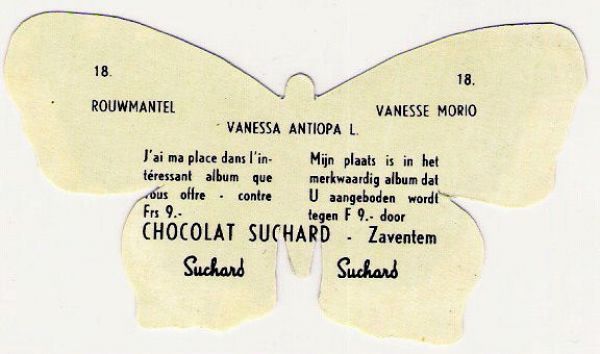 18.
ROUWMANTEL
18.
VANESSE MORIO
VANESSA ANTIOPA L.
J'ai ma place dans l'in-
téressant album que
vous offre - contre
Frs 9.-
Mijn plaats is in het
merkwaardig album dat
U aangeboden wordt
tegen F 9.- door
CHOCOLAT SUCHARD - Zaventem
Suchard
Suchard